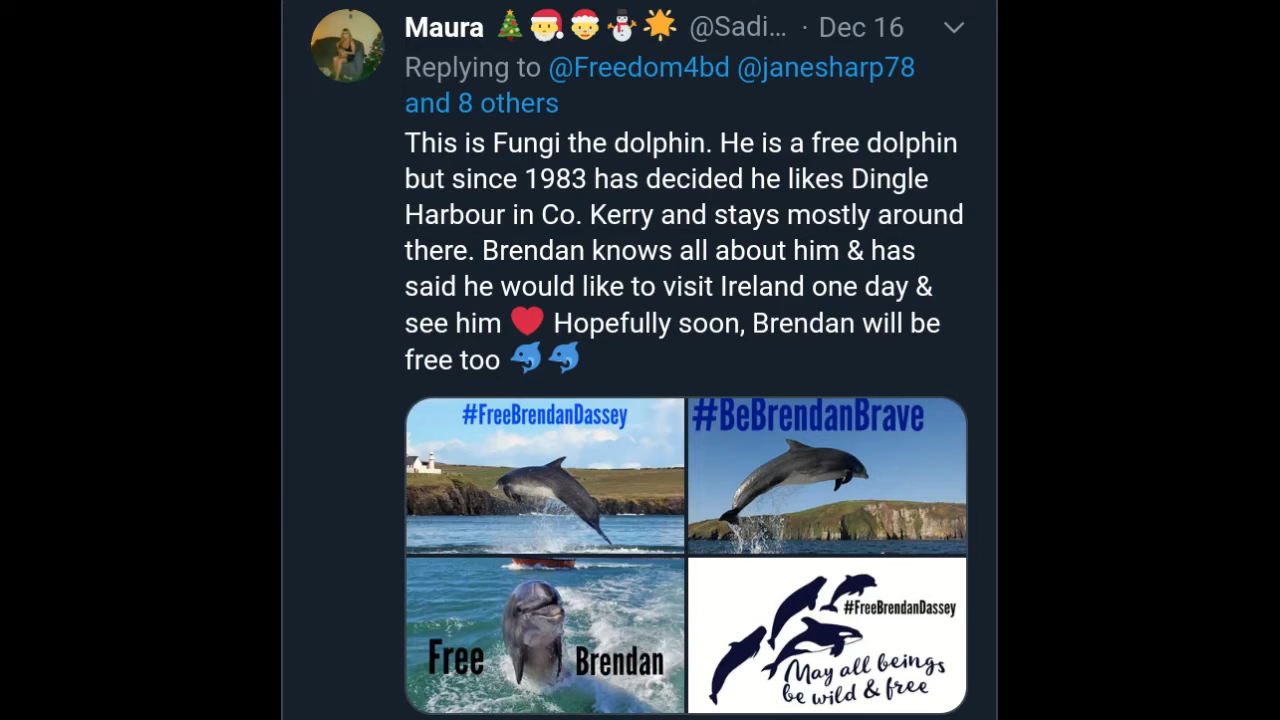 Maura 🎄🎅🤶⛄🌟 @Sadi... · Dec 16
Replying to @Freedom4bd @janesharp78
and 8 others
This is Fungi the dolphin. He is a free dolphin
but since 1983 has decided he likes Dingle
Harbour in Co. Kerry and stays mostly around
there. Brendan knows all about him & has
said he would like to visit Ireland one day &
see him ❤️ Hopefully soon, Brendan will be
free too 🐬🐬
#FreeBrendanDassey
#BeBrendanBrave
Free Brendan
#FreeBrendanDassey
May all beings
be wild & free